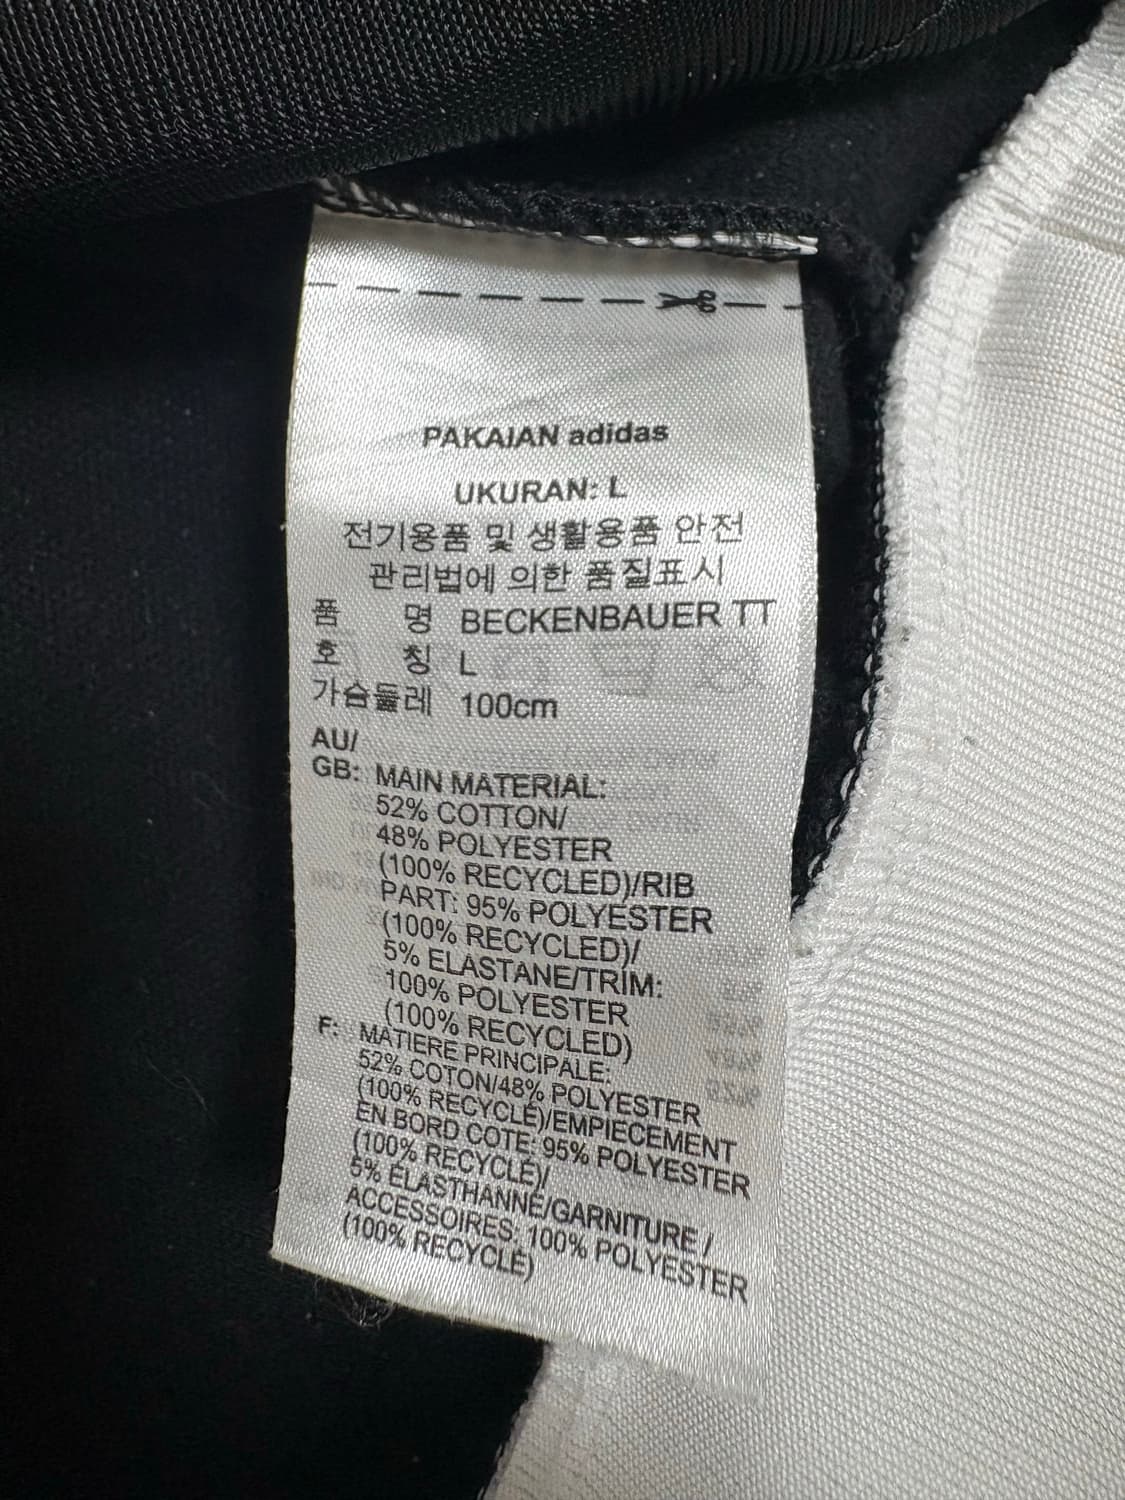 PAKAIAN adidas
UKURAN: L
전기용품 및 생활용품 안전
관리법에 의한 품질표시
품 명 BECKENBAUER TT
호 칭 L
가슴둘레 100cm
AU/
GB: MAIN MATERIAL:
52% COTTON/
48% POLYESTER
(100% RECYCLED)/RIB
PART: 95% POLYESTER
(100% RECYCLED)/
5% ELASTANE/TRIM:
100% POLYESTER
(100% RECYCLED)
F: MATIERE PRINCIPALE:
52% COTON/48% POLYESTER
(100% RECYCLÉ)/EMPIECEMENT
EN BORD COTE: 95% POLYESTER
(100% RECYCLÉ)/
5% ÉLASTHANNE/GARNITURE /
ACCESSOIRES: 100% POLYESTER
(100% RECYCLÉ)